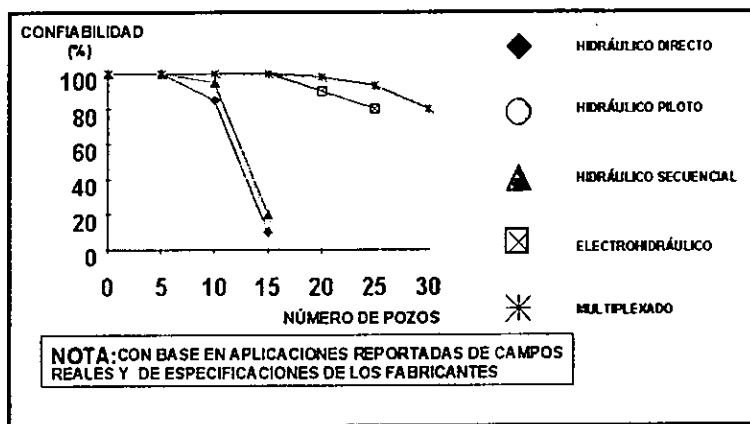 CONFIABILIDAD
(%)
100
80
60
40
20
0
0 5 10 15 20 25 30
NÚMERO DE POZOS
HIDRÁULICO DIRECTO
HIDRÁULICO PILOTO
HIDRÁULICO SECUENCIAL
ELECTROHIDRÁULICO
MULTIPLEXADO
NOTA: CON BASE EN APLICACIONES REPORTADAS DE CAMPOS
REALES Y DE ESPECIFICACIONES DE LOS FABRICANTES